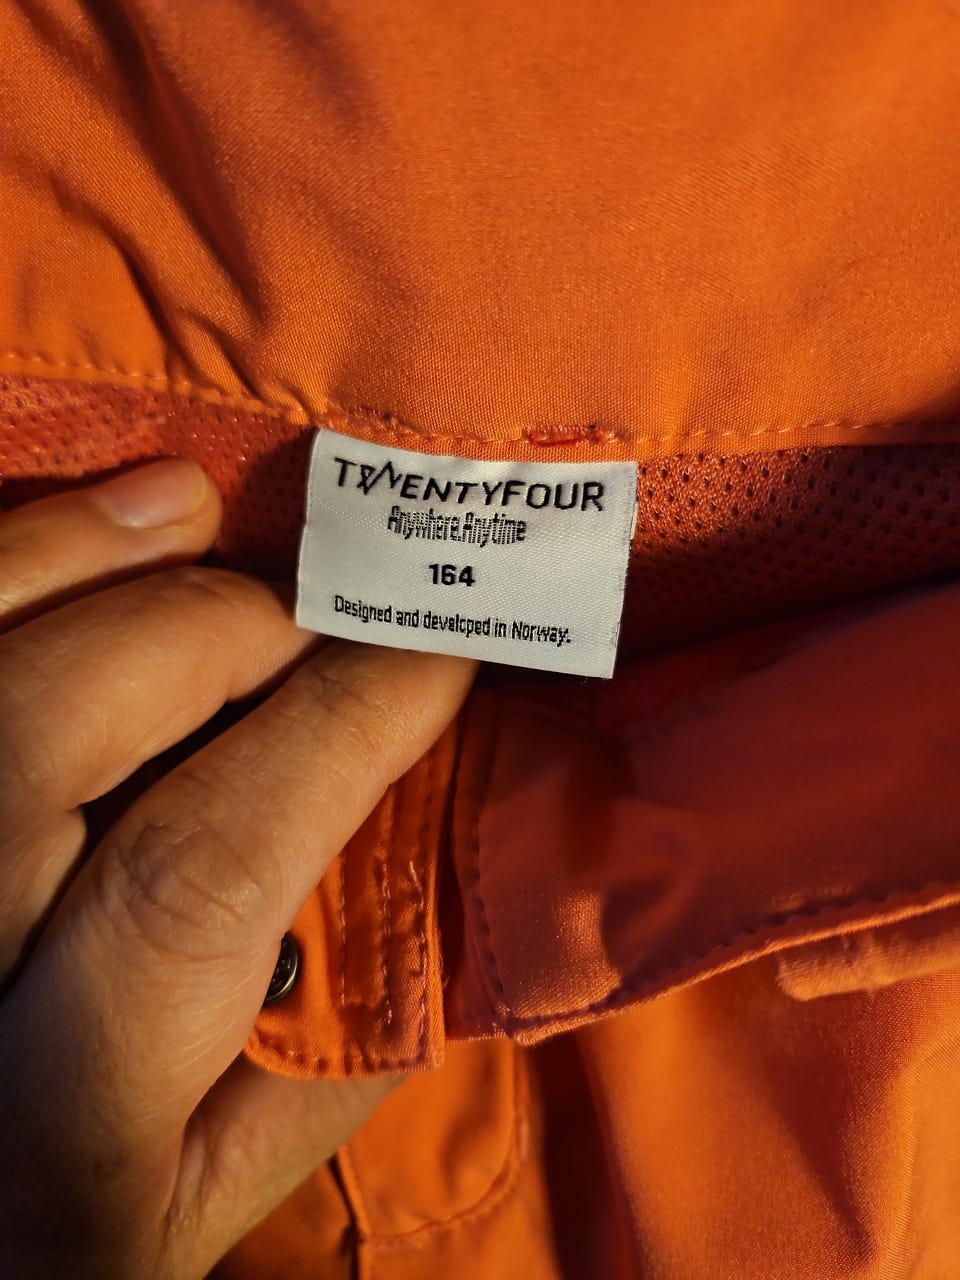 TWENTYFOUR
Anywhere.Anytime
164
Designed and developed in Norway.